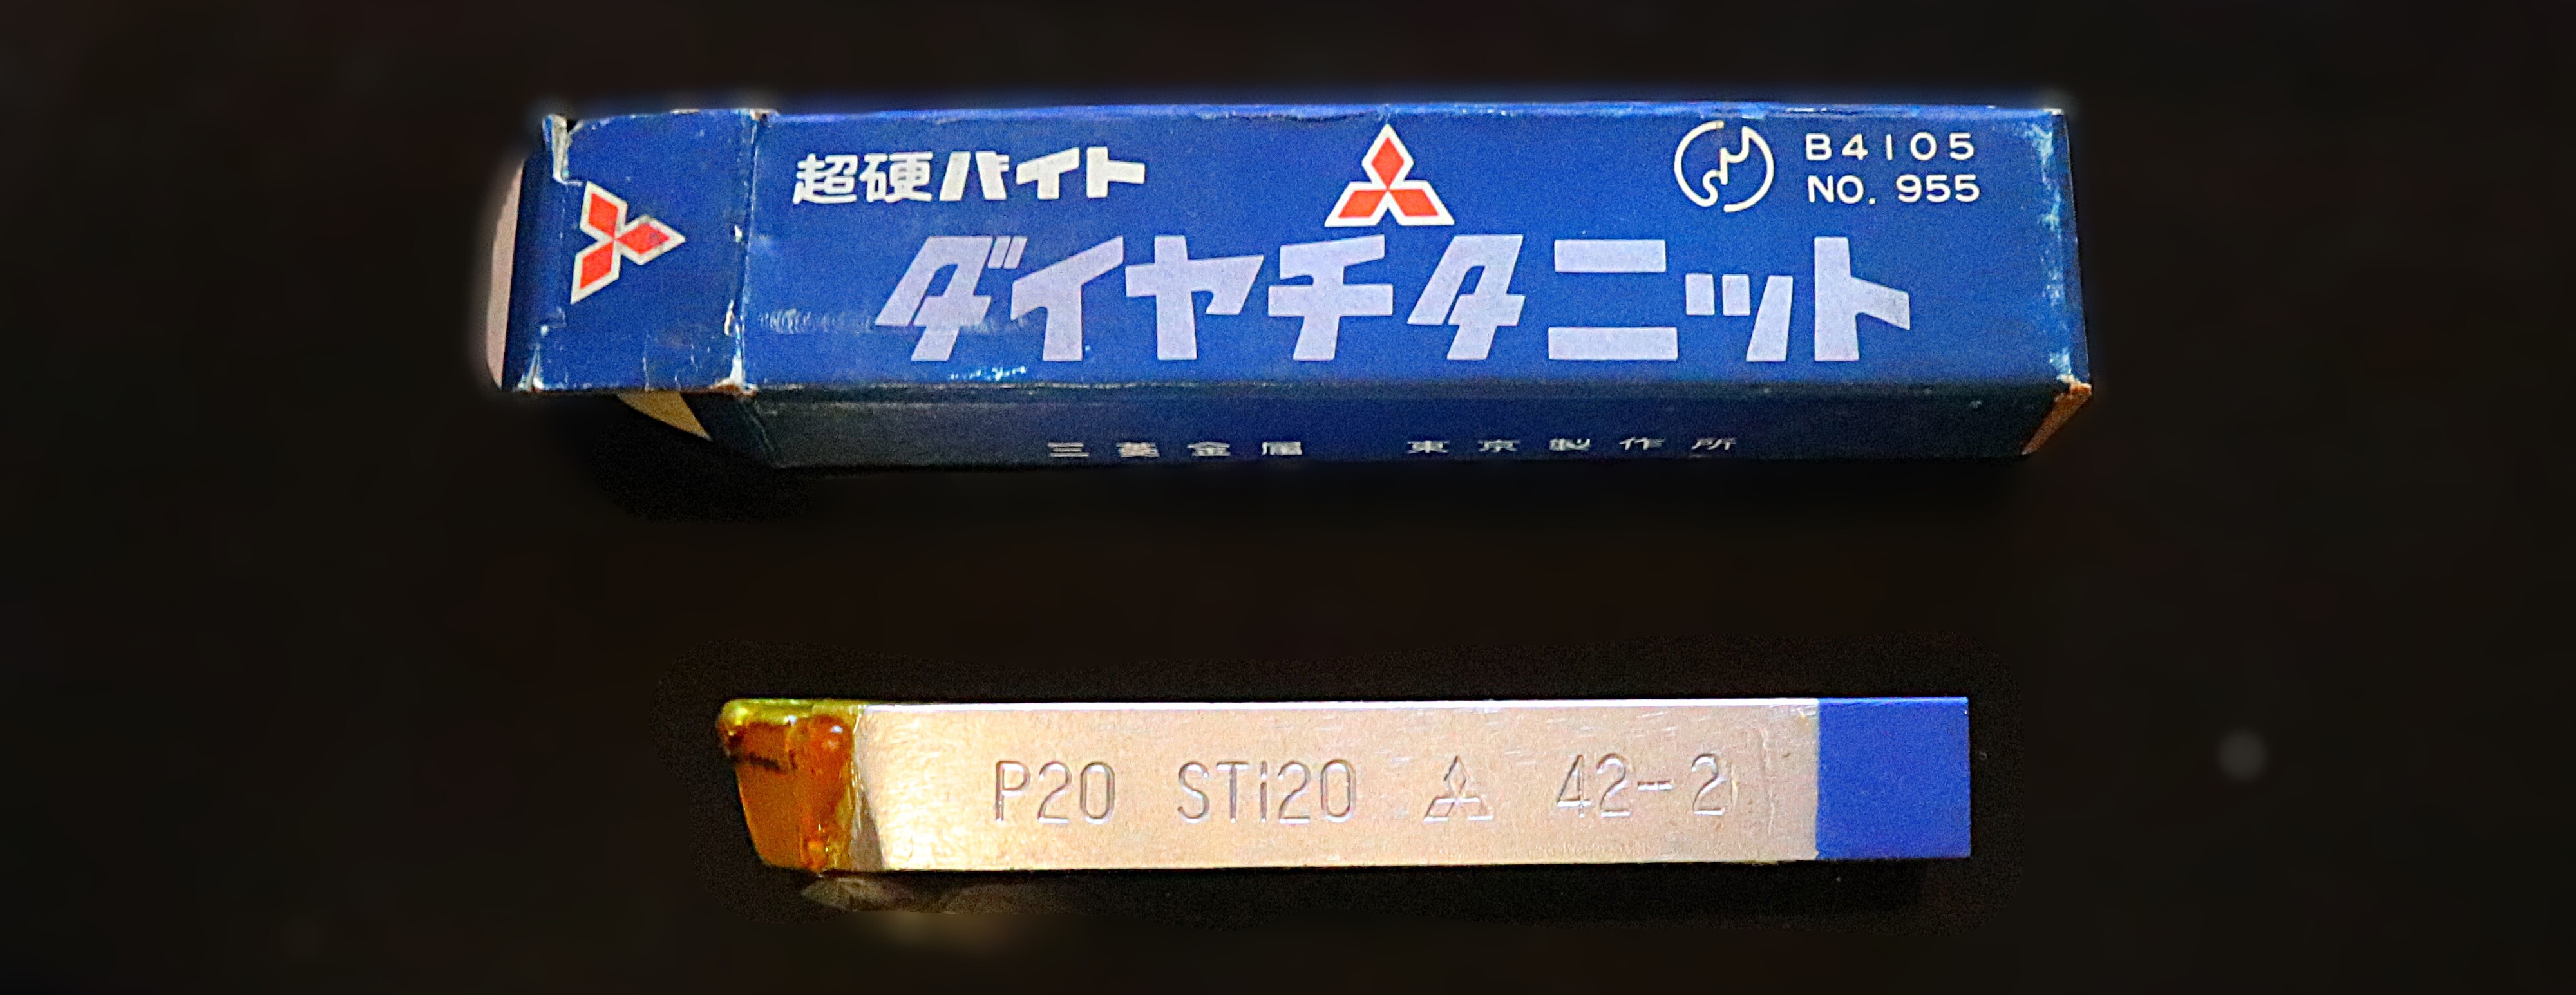 超硬バイト
B4105
NO. 955
ダイヤチタニット
三菱金属 東京製作所
P20 STi20 42-2